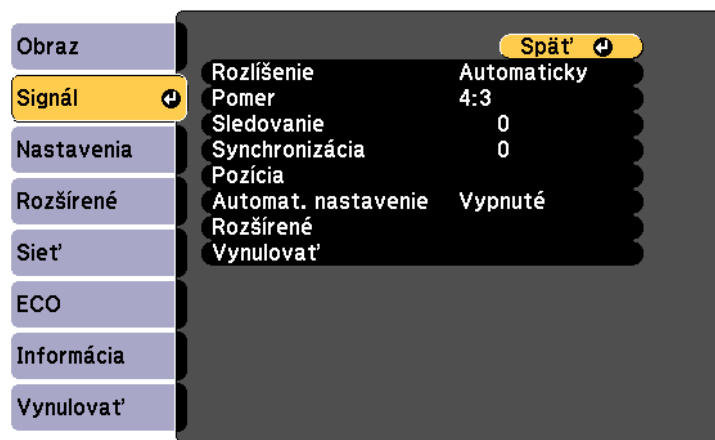 Obraz
Signál
Nastavenia
Rozšírené
Sieť
ECO
Informácia
Vynulovať
Späť
Rozlíšenie Automaticky
Pomer 4:3
Sledovanie 0
Synchronizácia 0
Pozícia
Automat. nastavenie Vypnuté
Rozšírené
Vynulovať